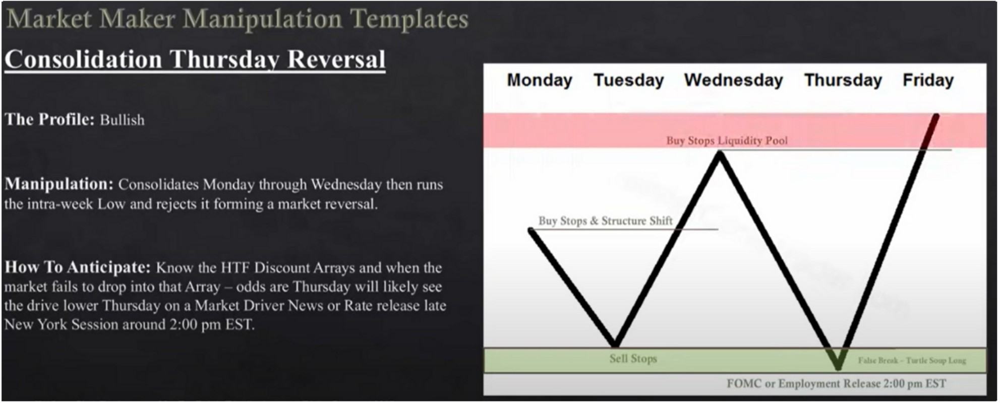 Market Maker Manipulation Templates
Consolidation Thursday Reversal
The Profile: Bullish
Manipulation: Consolidates Monday through Wednesday then runs
the intra-week Low and rejects it forming a market reversal.
How To Anticipate: Know the HTF Discount Arrays and when the
market fails to drop into that Array – odds are Thursday will likely see
the drive lower Thursday on a Market Driver News or Rate release late
New York Session around 2:00 pm EST.
Monday Tuesday Wednesday Thursday Friday
Buy Stops Liquidity Pool
Buy Stops & Structure Shift
Sell Stops
False Break - Turtle Soup Long
FOMC or Employment Release 2:00 pm EST